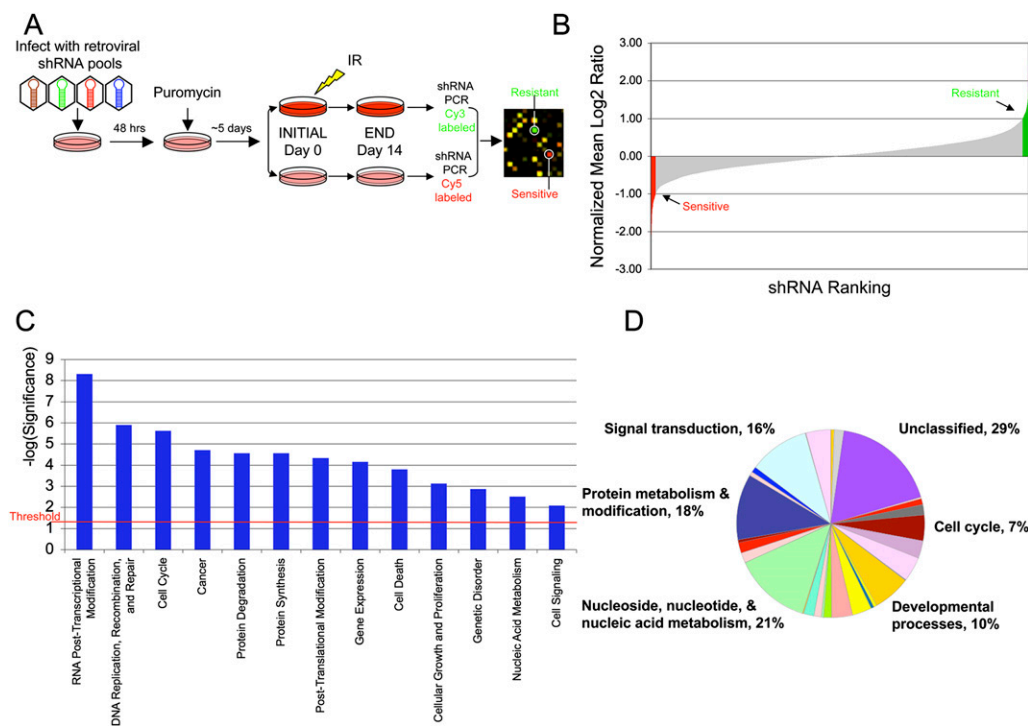 A
Infect with retroviral
shRNA pools
Puromycin
48 hrs
~5 days
IR
INITIAL
Day 0
END
Day 14
shRNA
PCR
Cy3
labeled
shRNA
PCR
Cy5
labeled
Resistant
Sensitive
B
Normalized Mean Log2 Ratio
3.00
2.00
1.00
0.00
-1.00
-2.00
-3.00
Resistant
Sensitive
shRNA Ranking
C
-log(Significance)
9
8
7
6
5
4
3
2
1
0
Threshold
RNA Post-Transcriptional
Modification
DNA Replication, Recombination,
and Repair
Cell Cycle
Cancer
Protein Degradation
Protein Synthesis
Post-Translational Modification
Gene Expression
Cell Death
Cellular Growth and Proliferation
Genetic Disorder
Nucleic Acid Metabolism
Cell Signaling
D
Signal transduction, 16%
Unclassified, 29%
Protein metabolism &
modification, 18%
Cell cycle, 7%
Nucleoside, nucleotide, &
nucleic acid metabolism, 21%
Developmental
processes, 10%